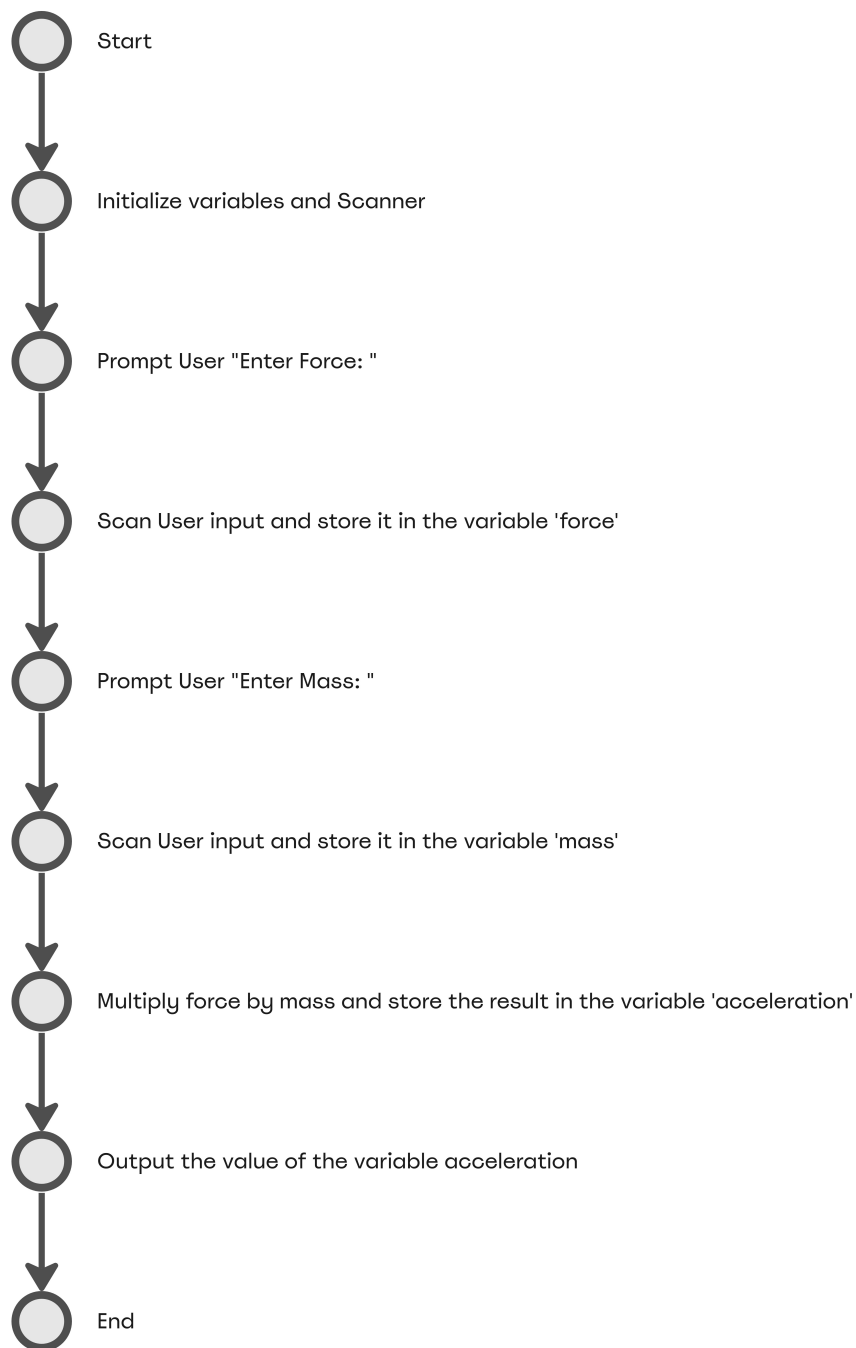 Start
Initialize variables and Scanner
Prompt User "Enter Force: "
Scan User input and store it in the variable 'force'
Prompt User "Enter Mass: "
Scan User input and store it in the variable 'mass'
Multiply force by mass and store the result in the variable 'acceleration'
Output the value of the variable acceleration
End